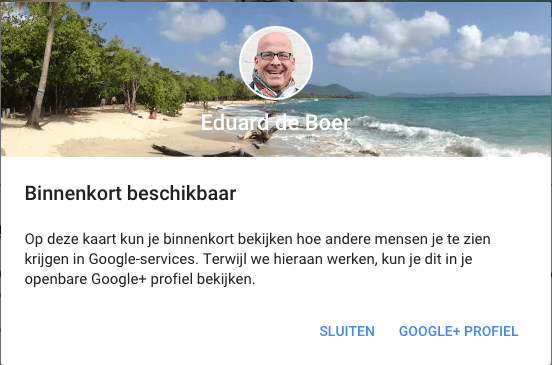 Eduard de Boer
Binnenkort beschikbaar
Op deze kaart kun je binnenkort bekijken hoe andere mensen je te zien
krijgen in Google-services. Terwijl we hieraan werken, kun je dit in je
openbare Google+ profiel bekijken.
SLUITEN GOOGLE+ PROFIEL